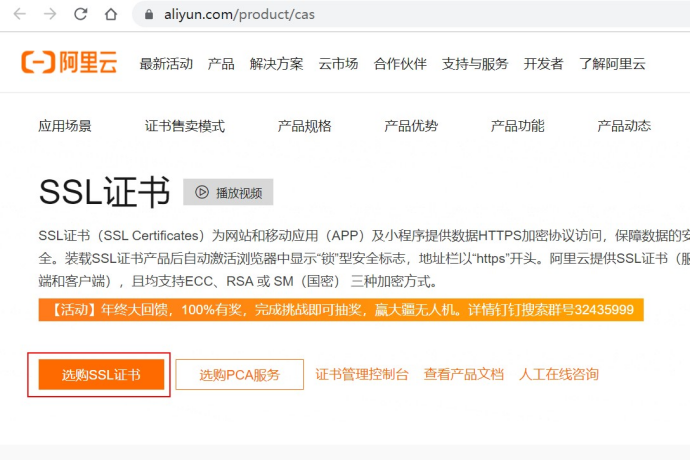 aliyun.com/product/cas
阿里云 最新活动 产品 解决方案 云市场 合作伙伴 支持与服务 开发者 了解阿里云
应用场景 证书售卖模式 产品规格 产品优势 产品功能 产品动态
SSL证书 播放视频
SSL证书（SSL Certificates）为网站和移动应用（APP）及小程序提供数据HTTPS加密协议访问，保障数据的安
全。装载SSL证书产品后自动激活浏览器中显示“锁”型安全标志，地址栏以“https”开头。阿里云提供SSL证书（服
端和客户端），且均支持ECC、RSA 或 SM（国密） 三种加密方式。
【活动】年终大回馈，100%有奖，完成挑战即可抽奖，赢大疆无人机。详情钉钉搜索群号32435999
选购SSL证书 选购PCA服务 证书管理控制台 查看产品文档 人工在线咨询